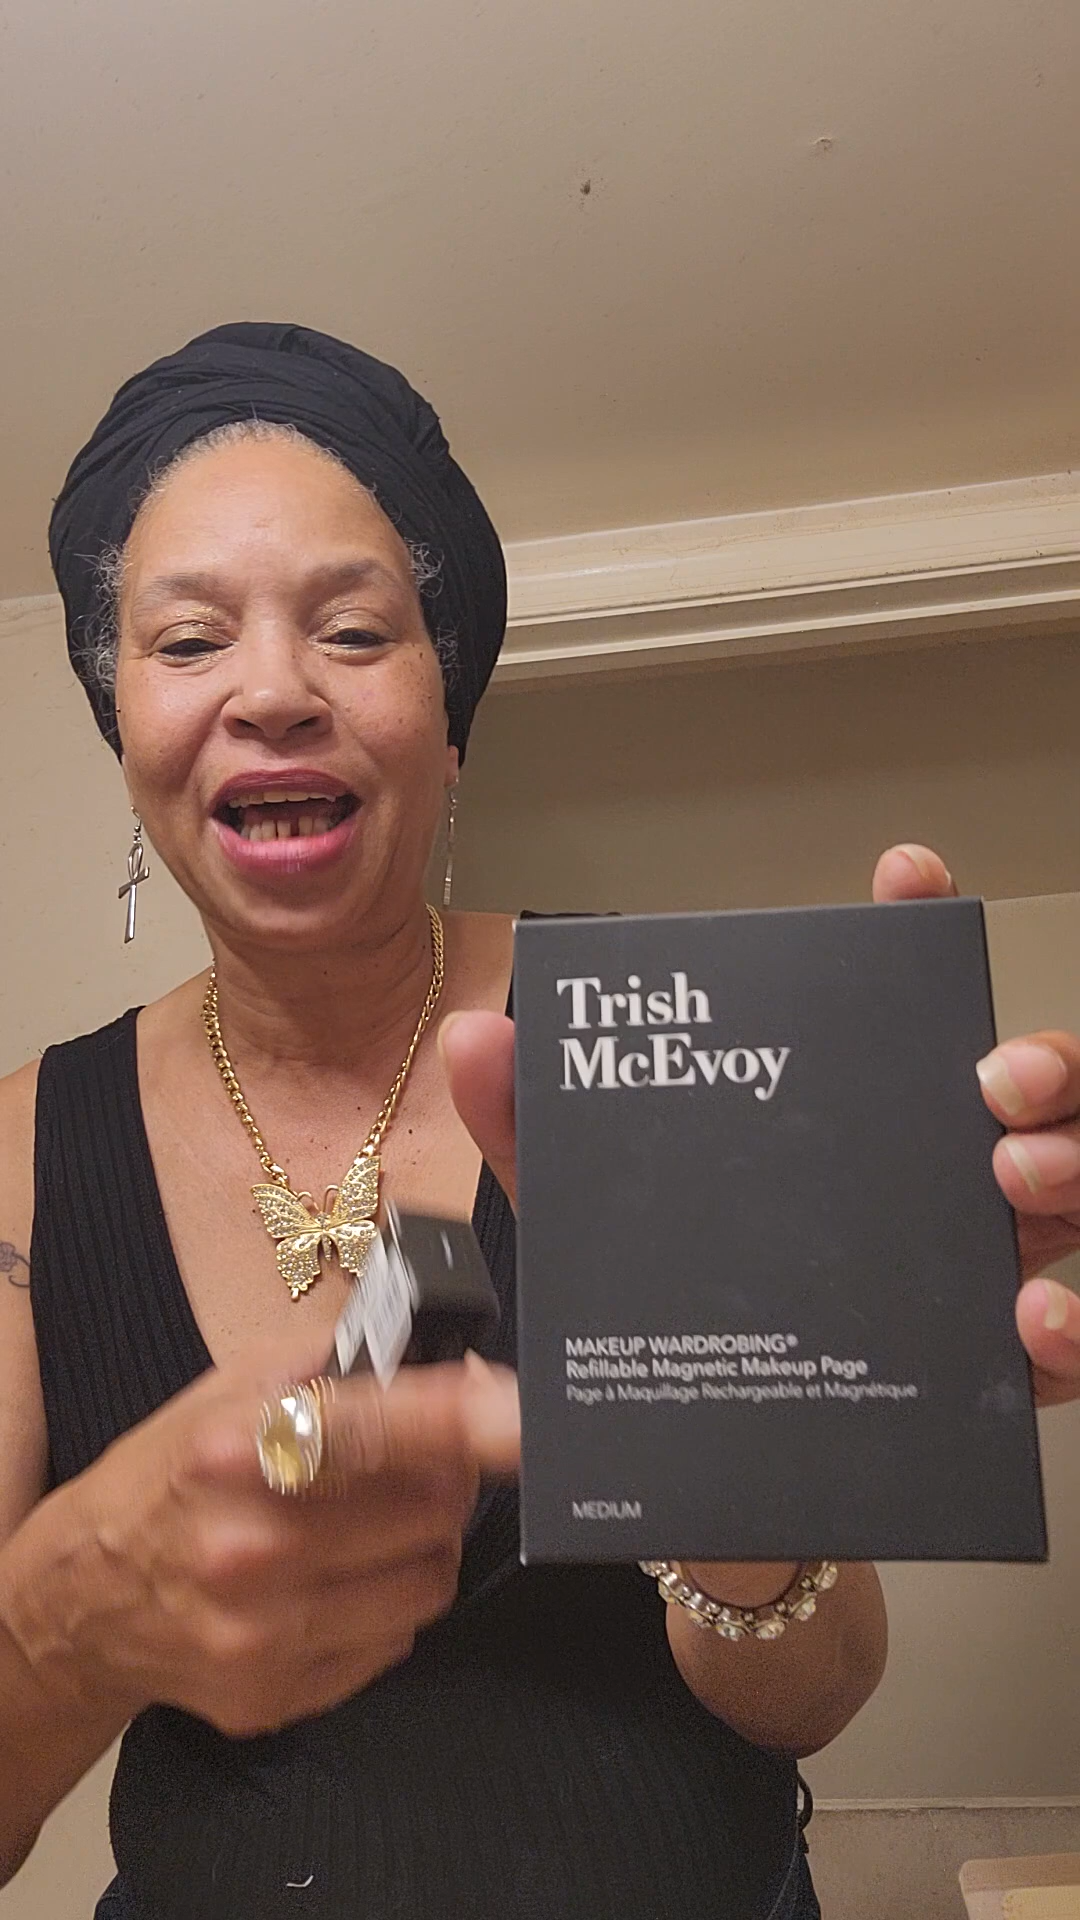 Trish
McEvoy
MAKEUP WARDROBING®
Refillable Magnetic Makeup Page
Page à Maquillage Rechargeable et Magnétique
MEDIUM